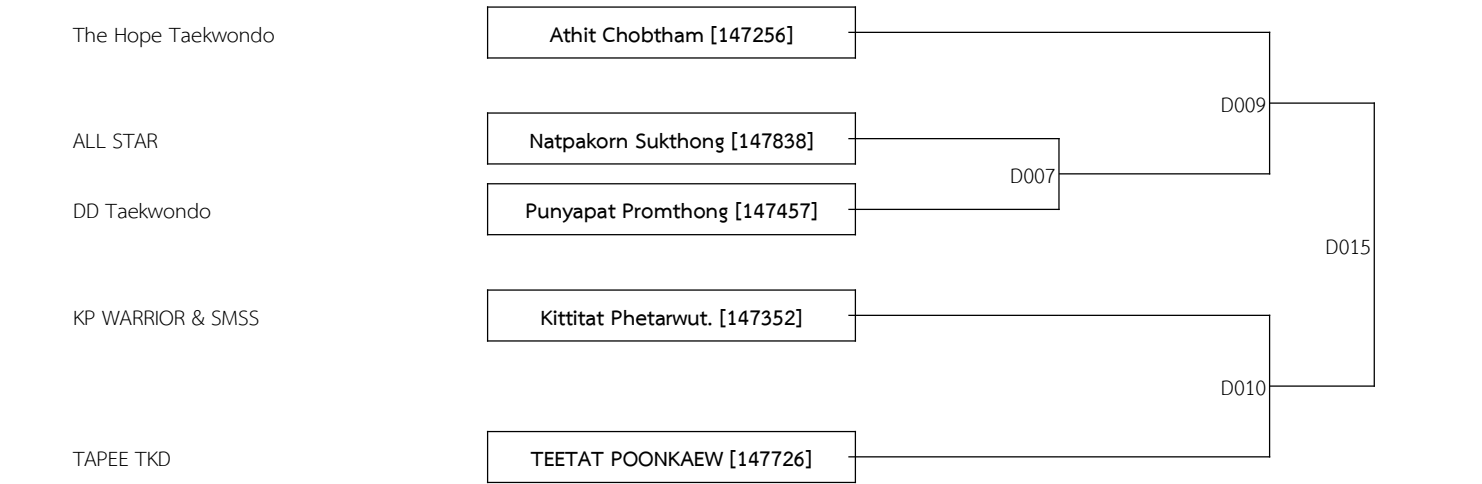 The Hope Taekwondo
Athit Chobtham [147256]
D009
ALL STAR
Natpakorn Sukthong [147838]
D007
DD Taekwondo
Punyapat Promthong [147457]
D015
KP WARRIOR & SMSS
Kittitat Phetarwut. [147352]
D010
TAPEE TKD
TEETAT POONKAEW [147726]